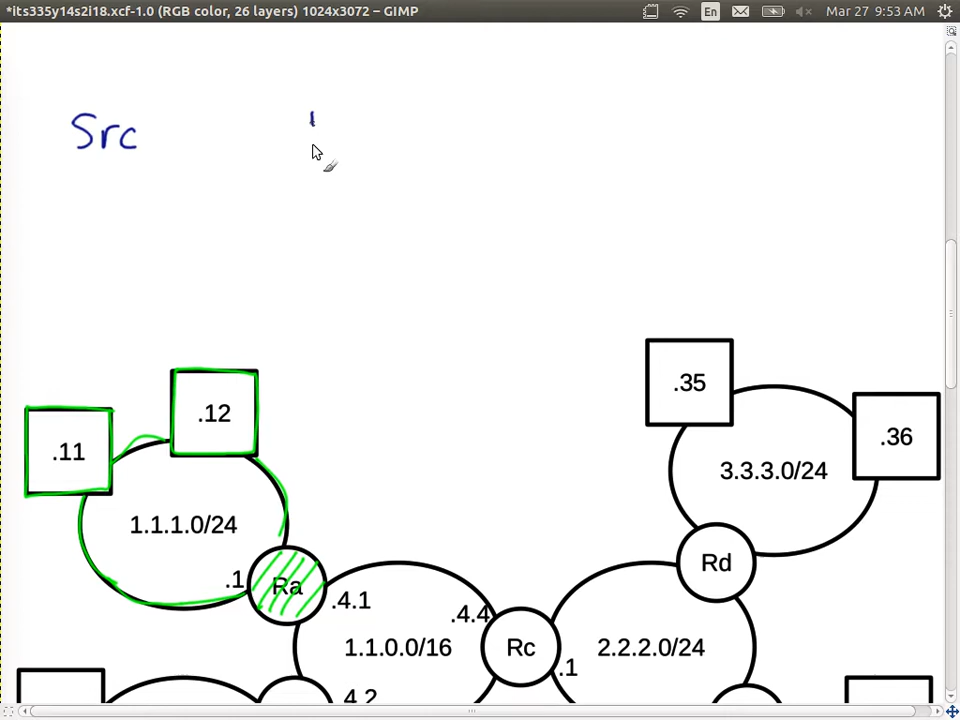 *its335y14s2i18.xcf-1.0 (RGB color, 26 layers) 1024x3072 – GIMP
En
Mar 27 9:53 AM
Src
.35
.12
.36
.11
3.3.3.0/24
1.1.1.0/24
Rd
.1
Ra
.4.1
.4.4
1.1.0.0/16
Rc
2.2.2.0/24
.1
4.2